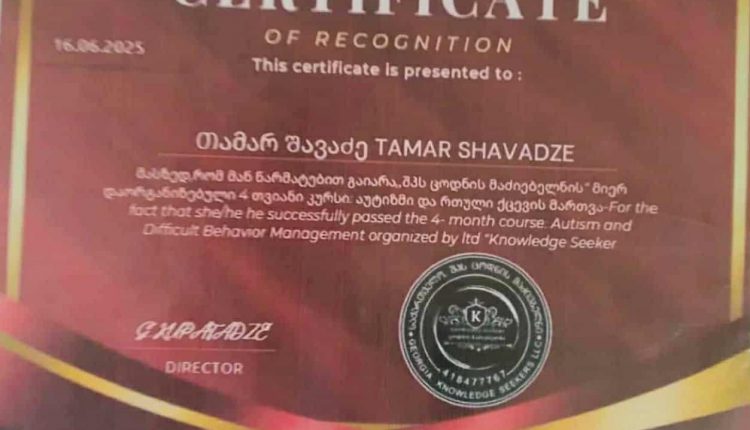 CERTIFICATE
16.06.2025
OF RECOGNITION
This certificate is presented to :
თამარ შავაძე TAMAR SHAVADZE
მასზედ,რომ მან წარმატებით გაიარა,,შპს ცოდნის მაძიებელნის" მიერ
დაორგანიზებული 4 თვიანი კურსი: აუტიზმი და რთული ქცევის მართვა-For the
fact that she/he successfully passed the 4- month course. Autism and
Difficult Behavior Management organized by ltd "Knowledge Seeker
DIRECTOR
K
GEORGIA KNOWLEDGE SEEKERS LLC
418477767